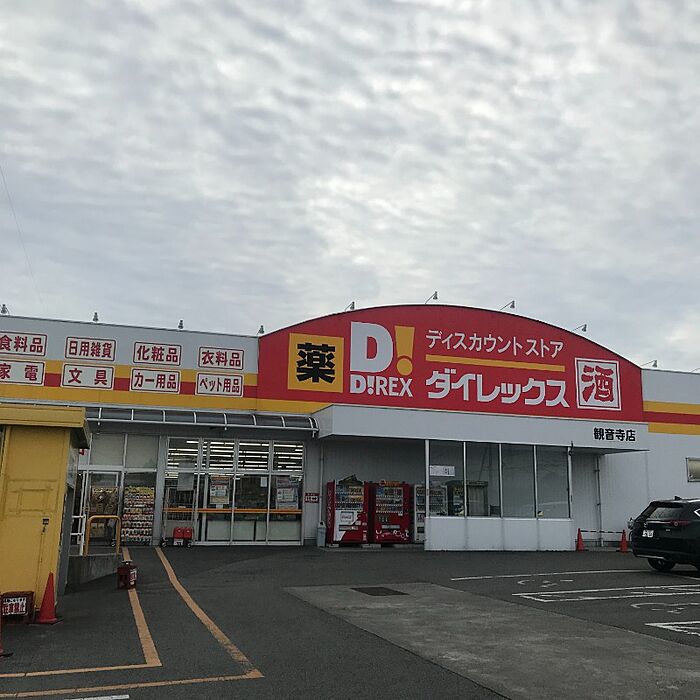 食料品
日用雑貨
化粧品
衣料品
家電
文具
カー用品
ペット用品
薬
D!
D!REX
ディスカウントストア
ダイレックス
酒
観音寺店